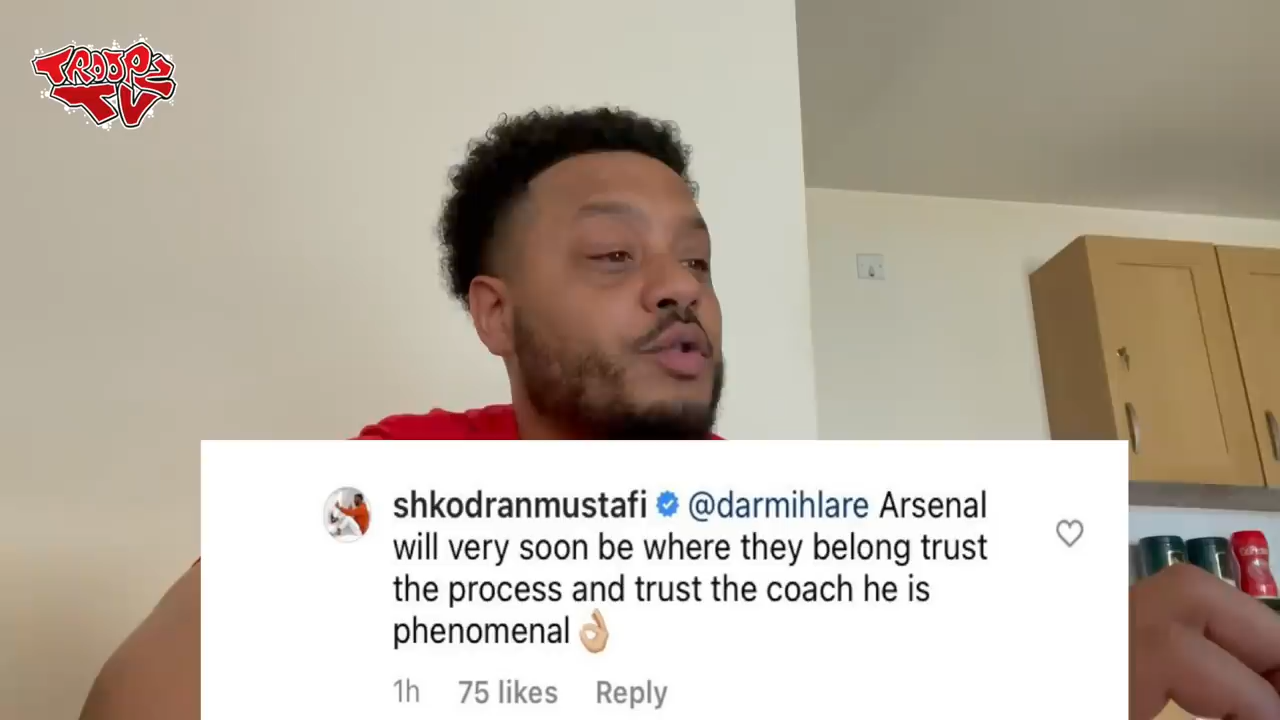 TROOPZ
TV
shkodranmustafi @darmihlare Arsenal
will very soon be where they belong trust
the process and trust the coach he is
phenomenal👌🏼
1h 75 likes Reply